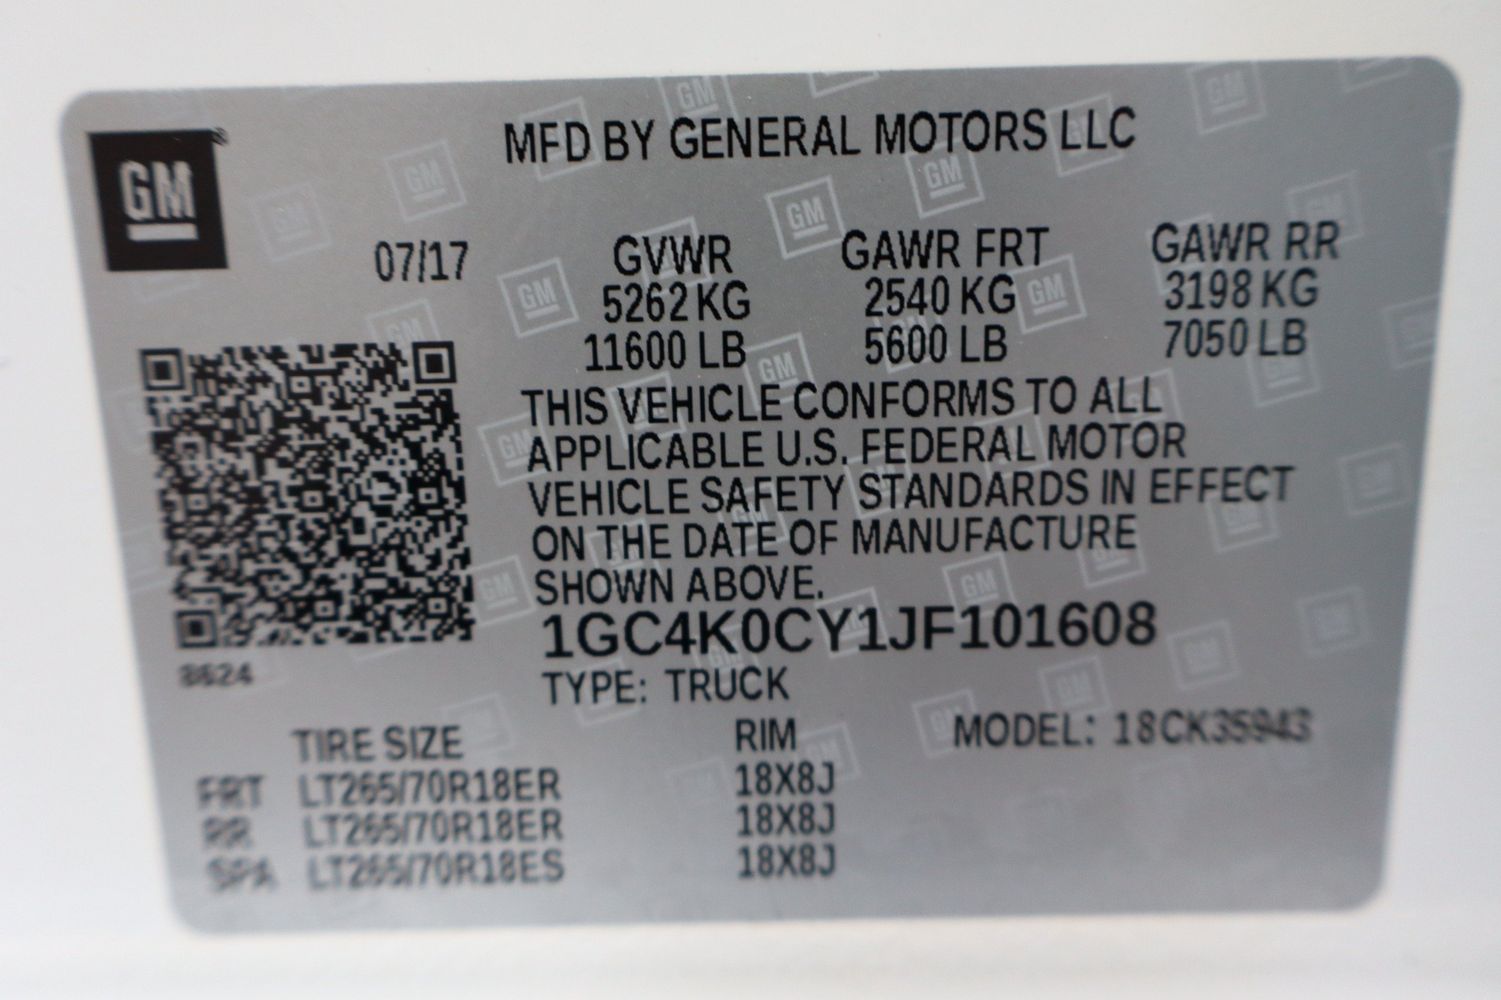 GM
MFD BY GENERAL MOTORS LLC
07/17 GVWR GAWR FRT GAWR RR
5262 KG 2540 KG 3198 KG
11600 LB 5600 LB 7050 LB
THIS VEHICLE CONFORMS TO ALL
APPLICABLE U.S. FEDERAL MOTOR
VEHICLE SAFETY STANDARDS IN EFFECT
ON THE DATE OF MANUFACTURE
SHOWN ABOVE.
1GC4K0CY1JF101608
8624
TYPE: TRUCK
TIRE SIZE RIM MODEL: 18CK35943
FRT LT265/70R18ER 18X8J
RR LT265/70R18ER 18X8J
SPA LT265/70R18ES 18X8J